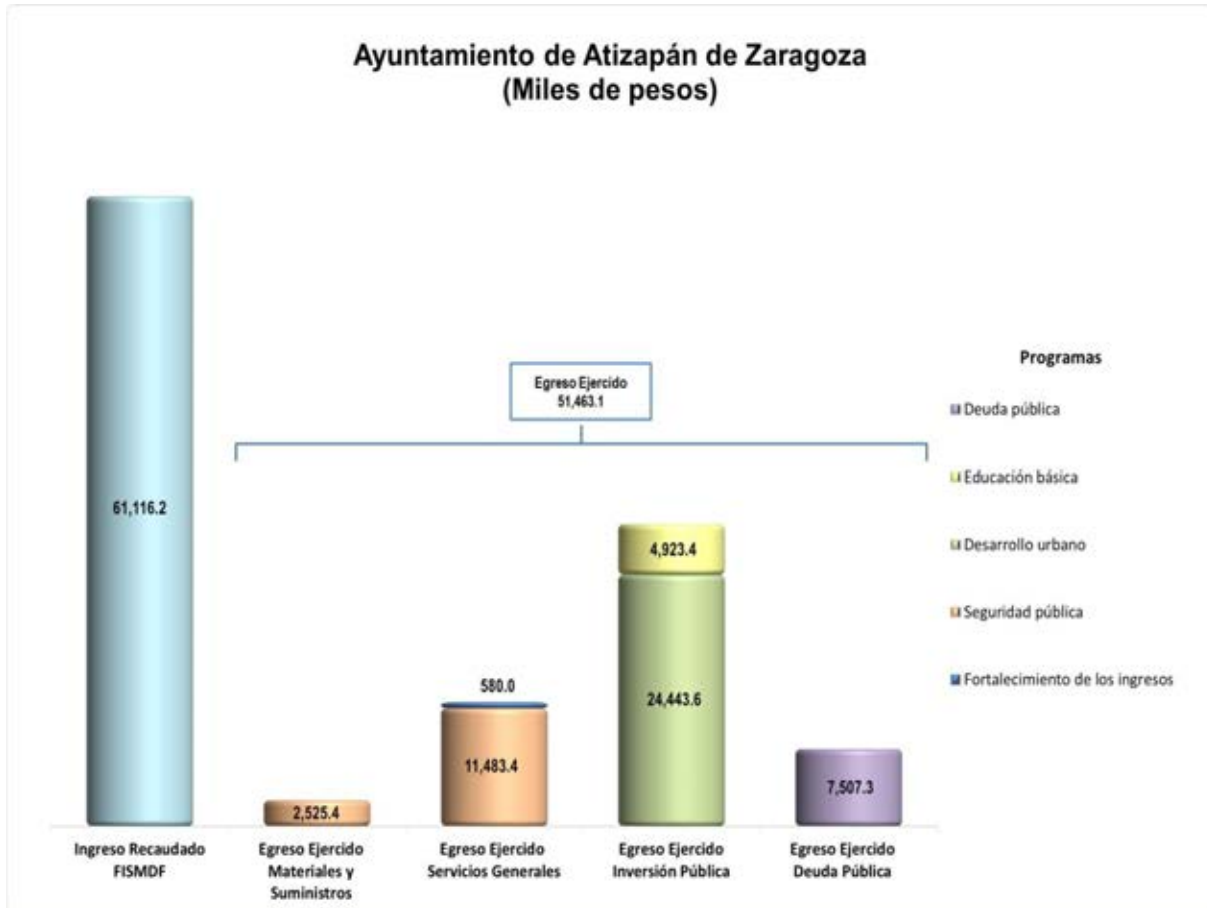 Ayuntamiento de Atizapán de Zaragoza
(Miles de pesos)
Egreso Ejercido
51,463.1
61,116.2
2,525.4
580.0
11,483.4
4,923.4
24,443.6
7,507.3
Ingreso Recaudado
FISMDF
Egreso Ejercido
Materiales y
Suministros
Egreso Ejercido
Servicios Generales
Egreso Ejercido
Inversión Pública
Egreso Ejercido
Deuda Pública
Programas
Deuda pública
Educación básica
Desarrollo urbano
Seguridad pública
Fortalecimiento de los ingresos